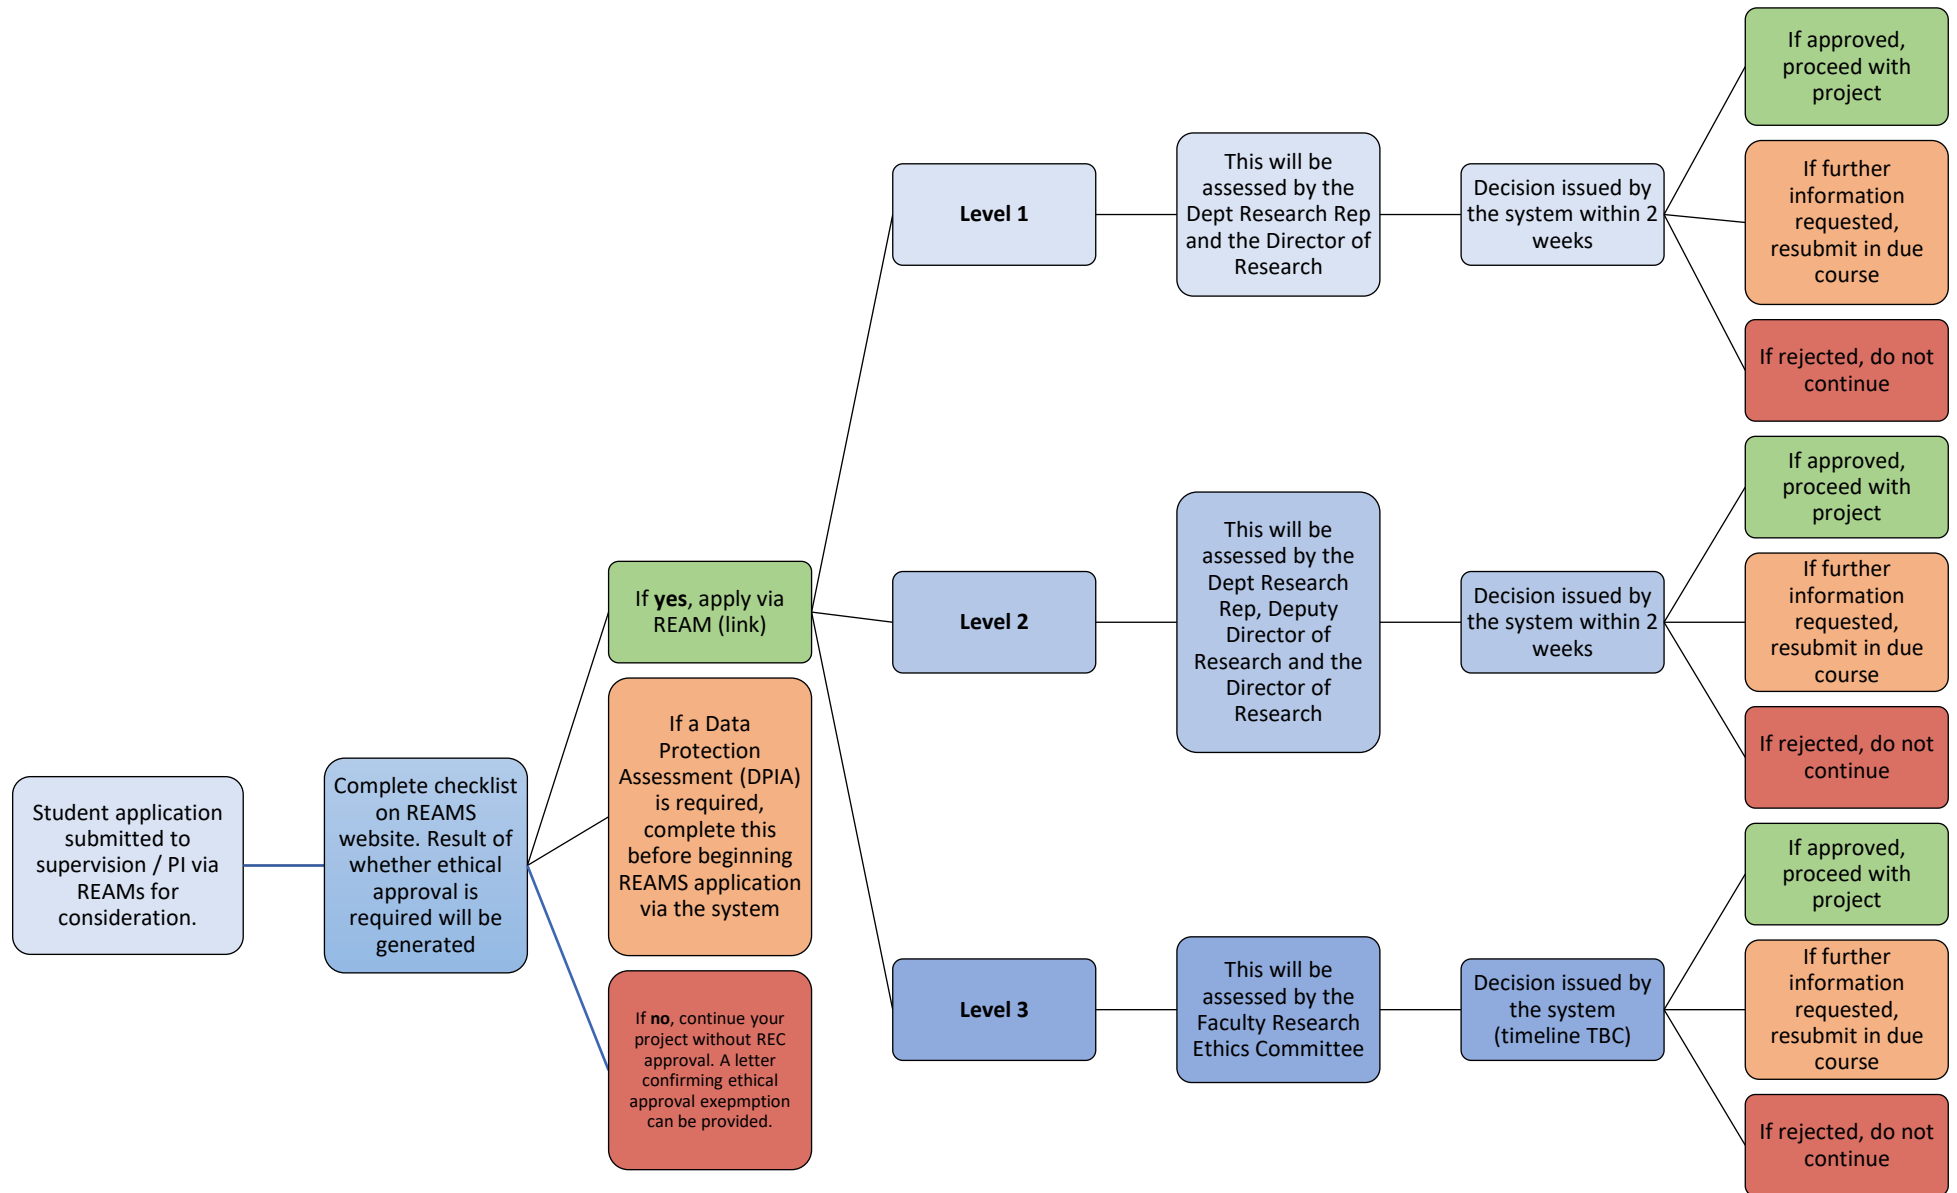 Student application
submitted to
supervision / PI via
REAMs for
consideration.
Complete checklist
on REAMS
website. Result of
whether ethical
approval is
required will be
generated
If yes, apply via
REAM (link)
If a Data
Protection
Assessment (DPIA)
is required,
complete this
before beginning
REAMS application
via the system
If no, continue your
project without REC
approval. A letter
confirming ethical
approval exepmption
can be provided.
Level 1
This will be
assessed by the
Dept Research Rep
and the Director of
Research
Decision issued by
the system within 2
weeks
If approved,
proceed with
project
If further
information
requested,
resubmit in due
course
If rejected, do not
continue
Level 2
This will be
assessed by the
Dept Research
Rep, Deputy
Director of
Research and the
Director of
Research
Decision issued by
the system within 2
weeks
If approved,
proceed with
project
If further
information
requested,
resubmit in due
course
If rejected, do not
continue
Level 3
This will be
assessed by the
Faculty Research
Ethics Committee
Decision issued by
the system
(timeline TBC)
If approved,
proceed with
project
If further
information
requested,
resubmit in due
course
If rejected, do not
continue